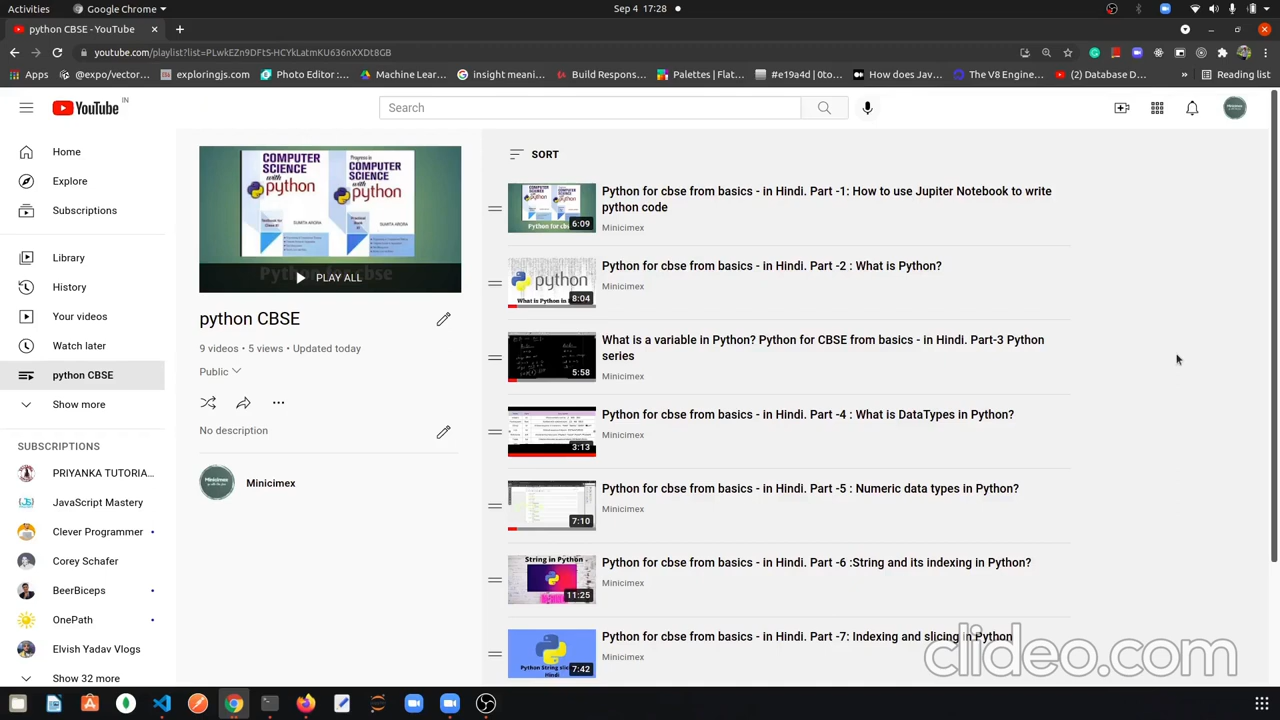 Activities
Google Chrome
Sep 4 17:28
python CBSE - YouTube
youtube.com/playlist?list=PLwkEZn9DFtS-HCYkLatmKU636nXXDt8GB
Apps
@expo/vector...
exploringjs.com
Photo Editor :...
Machine Lear...
insight meani...
Build Respons...
Palettes | Flat...
#e19a4d | 0to...
How does Jav...
The V8 Engine...
(2) Database D...
»
Reading list
YouTube IN
Search
Home
Explore
Subscriptions
Library
History
Your videos
Watch later
python CBSE
Show more
SUBSCRIPTIONS
PRIYANKA TUTORIA...
JavaScript Mastery
Clever Programmer
Corey Schafer
BeerBiceps
OnePath
Elvish Yadav Vlogs
Show 32 more
COMPUTER SCIENCE with python
SUMITA ARORA
Progress in COMPUTER SCIENCE with python
SUMITA ARORA
Python for cbse
PLAY ALL
python CBSE
9 videos • 5 views • Updated today
Public
No description
Minicimex
SORT
6:09
Python for cbse from basics - in Hindi. Part -1: How to use Jupiter Notebook to write
python code
Minicimex
python
8:04
Python for cbse from basics - in Hindi. Part -2 : What is Python?
Minicimex
5:58
What is a variable in Python? Python for CBSE from basics - in Hindi. Part-3 Python
series
Minicimex
3:13
Python for cbse from basics - in Hindi. Part -4 : What is DataTypes in Python?
Minicimex
7:10
Python for cbse from basics - in Hindi. Part -5 : Numeric data types in Python?
Minicimex
String in Python
11:25
Python for cbse from basics - in Hindi. Part -6 :String and its indexing in Python?
Minicimex
Python String
Hindi
7:42
Python for cbse from basics - in Hindi. Part -7: Indexing and slicing in Python
Minicimex
clideo.com